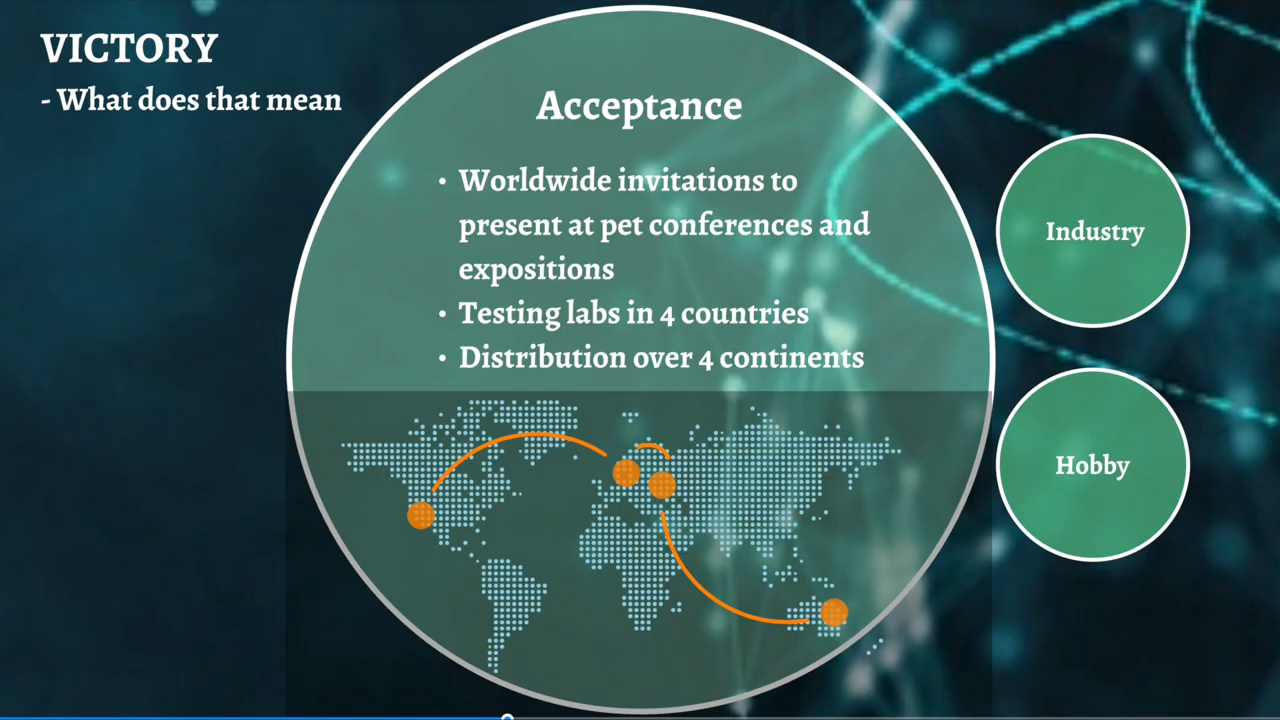 VICTORY
- What does that mean
Acceptance
• Worldwide invitations to
present at pet conferences and
expositions
• Testing labs in 4 countries
• Distribution over 4 continents
Industry
Hobby